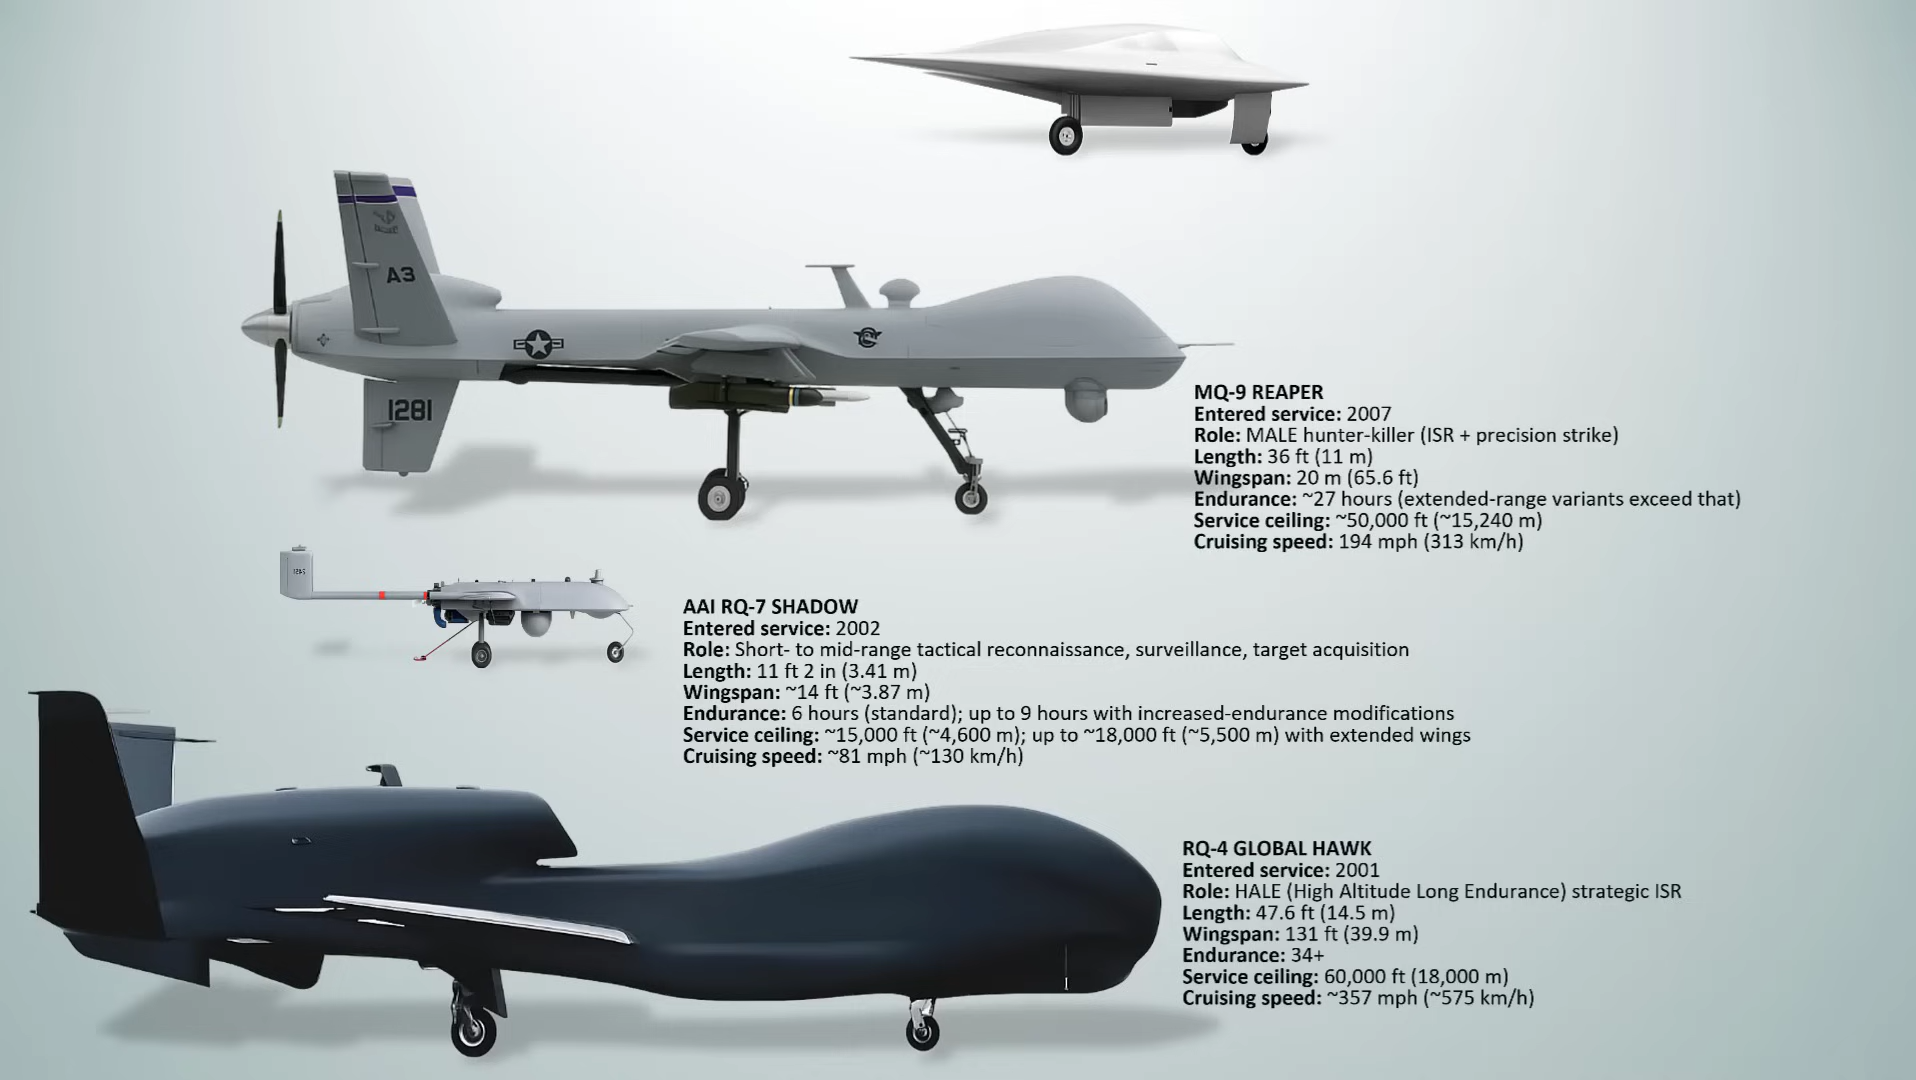 A3
1281
MQ-9 REAPER
Entered service: 2007
Role: MALE hunter-killer (ISR + precision strike)
Length: 36 ft (11 m)
Wingspan: 20 m (65.6 ft)
Endurance: ~27 hours (extended-range variants exceed that)
Service ceiling: ~50,000 ft (~15,240 m)
Cruising speed: 194 mph (313 km/h)
AAI RQ-7 SHADOW
Entered service: 2002
Role: Short- to mid-range tactical reconnaissance, surveillance, target acquisition
Length: 11 ft 2 in (3.41 m)
Wingspan: ~14 ft (~3.87 m)
Endurance: 6 hours (standard); up to 9 hours with increased-endurance modifications
Service ceiling: ~15,000 ft (~4,600 m); up to ~18,000 ft (~5,500 m) with extended wings
Cruising speed: ~81 mph (~130 km/h)
RQ-4 GLOBAL HAWK
Entered service: 2001
Role: HALE (High Altitude Long Endurance) strategic ISR
Length: 47.6 ft (14.5 m)
Wingspan: 131 ft (39.9 m)
Endurance: 34+
Service ceiling: 60,000 ft (18,000 m)
Cruising speed: ~357 mph (~575 km/h)